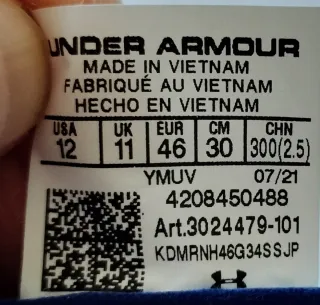 UNDER ARMOUR
MADE IN VIETNAM
FABRIQUÉ AU VIETNAM
HECHO EN VIETNAM
USA UK EUR CM CHN
12 11 46 30 300(2.5)
YMUV 07/21
4208450488
Art.3024479-101
KDMRNH46G34SSJP